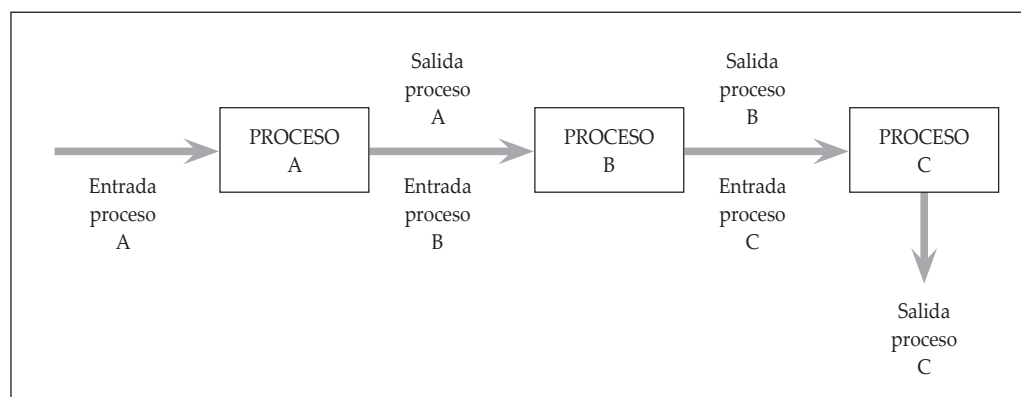 Salida
proceso
A
Salida
proceso
B
PROCESO
A
PROCESO
B
PROCESO
C
Entrada
proceso
A
Entrada
proceso
B
Entrada
proceso
C
Salida
proceso
C